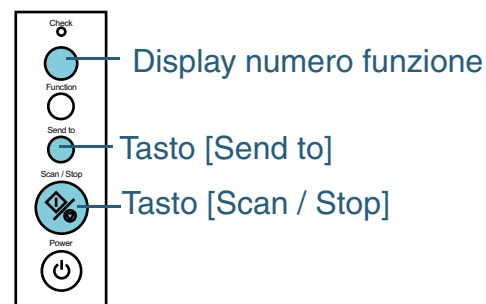 Check
Display numero funzione
Function
Send to
Tasto [Send to]
Scan / Stop
Tasto [Scan / Stop]
Power